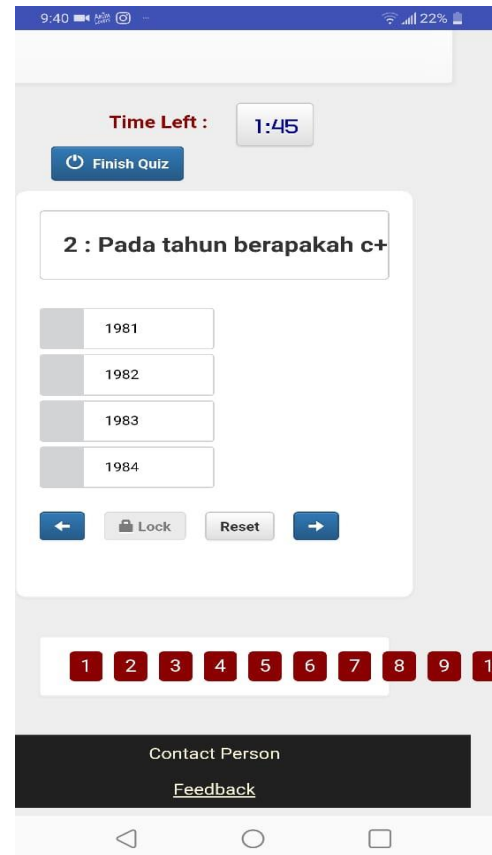 9:40
22%
Time Left :
1:45
Finish Quiz
2 : Pada tahun berapakah c+
1981
1982
1983
1984
Lock Reset
1 2 3 4 5 6 7 8 9 1
Contact Person
Feedback